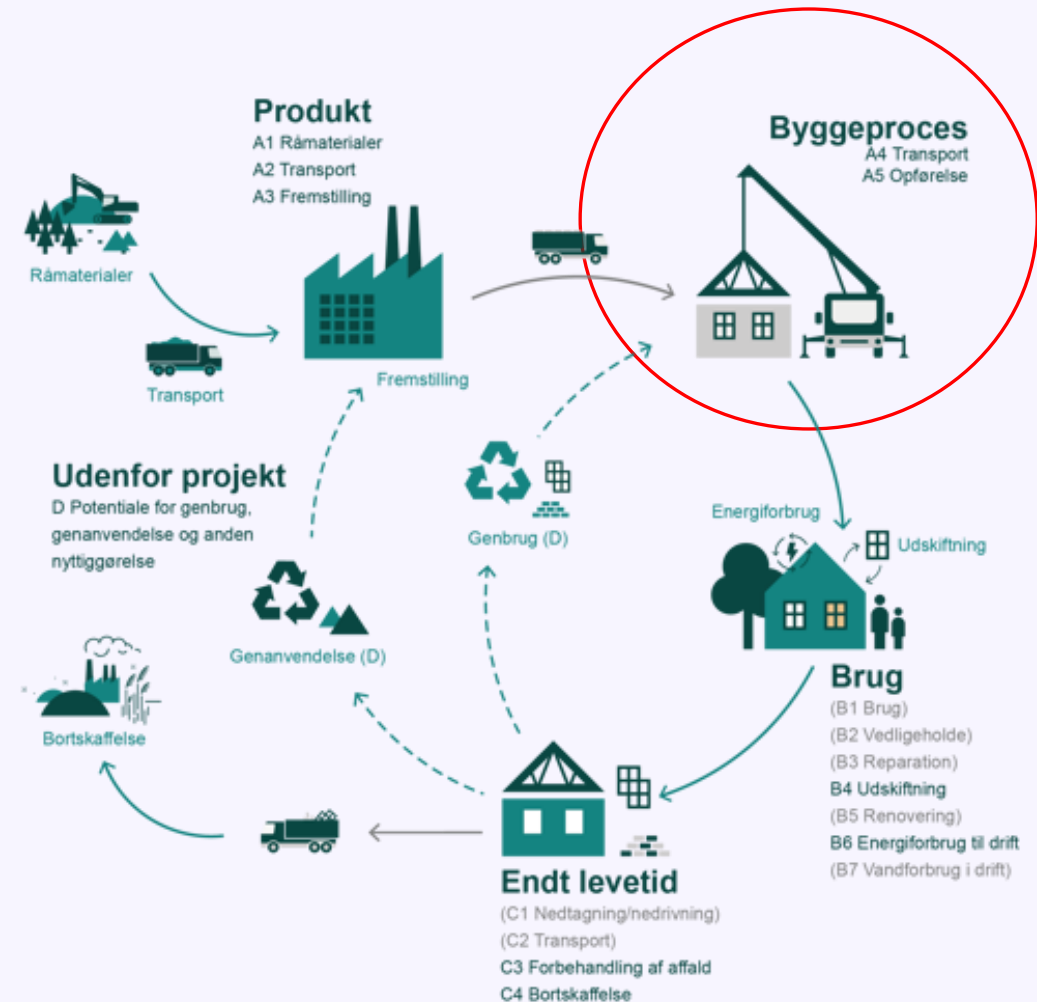 Produkt
A1 Råmaterialer
A2 Transport
A3 Fremstilling
Byggeproces
A4 Transport
A5 Opførelse
Råmaterialer
Transport
Fremstilling
Udenfor projekt
D Potentiale for genbrug,
genanvendelse og anden
nyttiggørelse
Genbrug (D)
Energiforbrug
Udskiftning
Genanvendelse (D)
Bortskaffelse
Brug
(B1 Brug)
(B2 Vedligeholde)
(B3 Reparation)
B4 Udskiftning
(B5 Renovering)
B6 Energiforbrug til drift
(B7 Vandforbrug i drift)
Endt levetid
(C1 Nedtagning/nedrivning)
(C2 Transport)
C3 Forbehandling af affald
C4 Bortskaffelse